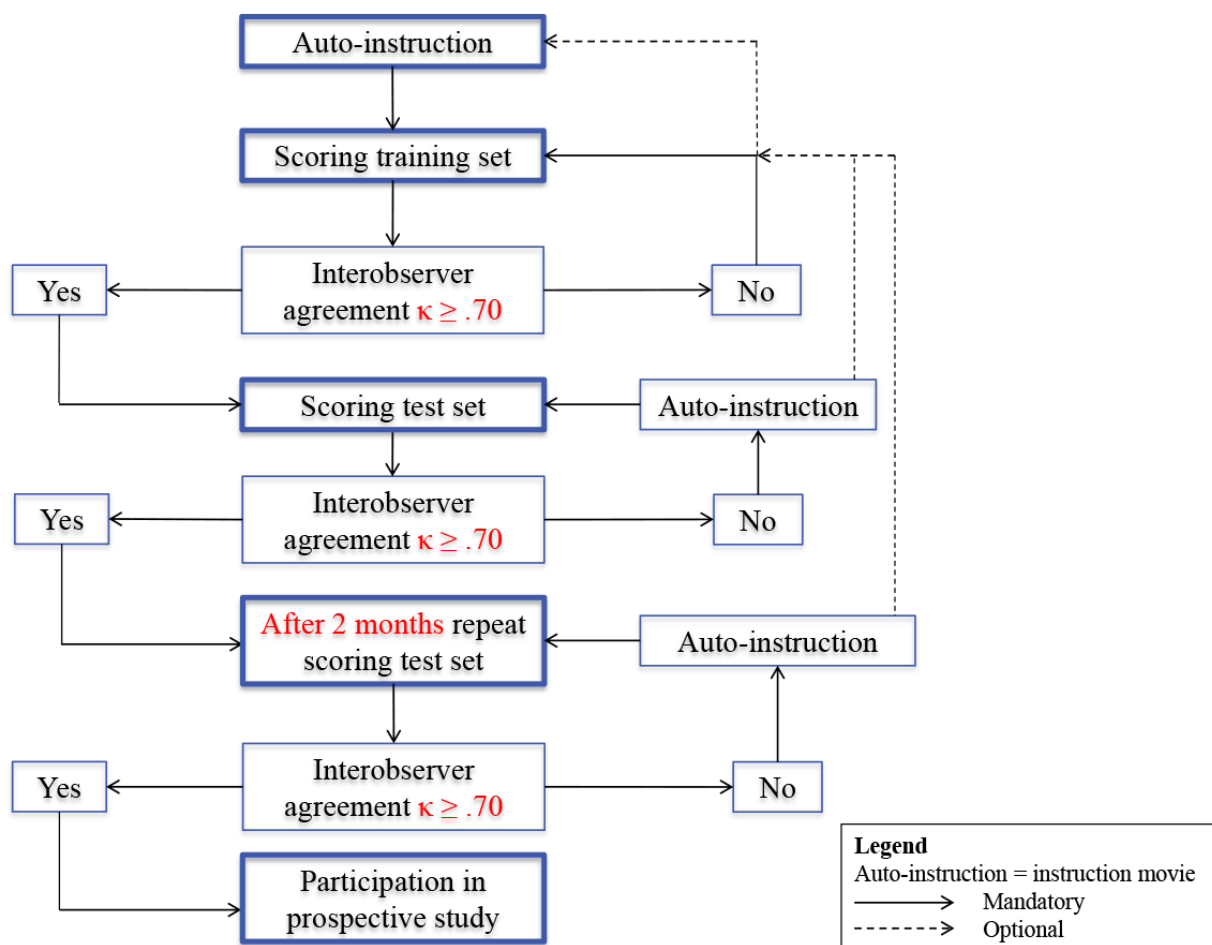 Auto-instruction
Scoring training set
Interobserver
agreement κ ≥ .70
Yes
No
Scoring test set
Auto-instruction
Interobserver
agreement κ ≥ .70
Yes
No
After 2 months repeat
scoring test set
Auto-instruction
Interobserver
agreement κ ≥ .70
Yes
No
Participation in
prospective study
Legend
Auto-instruction = instruction movie
Mandatory
Optional